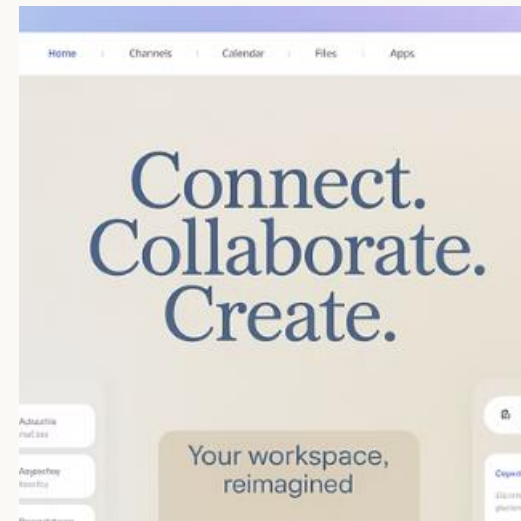 Home
Channels
Calendar
Files
Apps
Connect.
Collaborate.
Create.
Your workspace,
reimagined